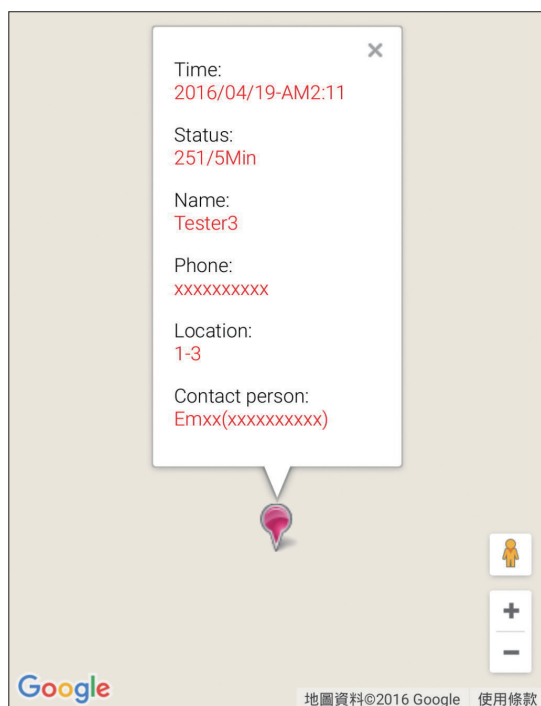 Time:
2016/04/19-AM2:11
Status:
251/5Min
Name:
Tester3
Phone:
xxxxxxxxxx
Location:
1-3
Contact person:
Emxx(xxxxxxxxxx)
Google
地圖資料©2016 Google 使用條款